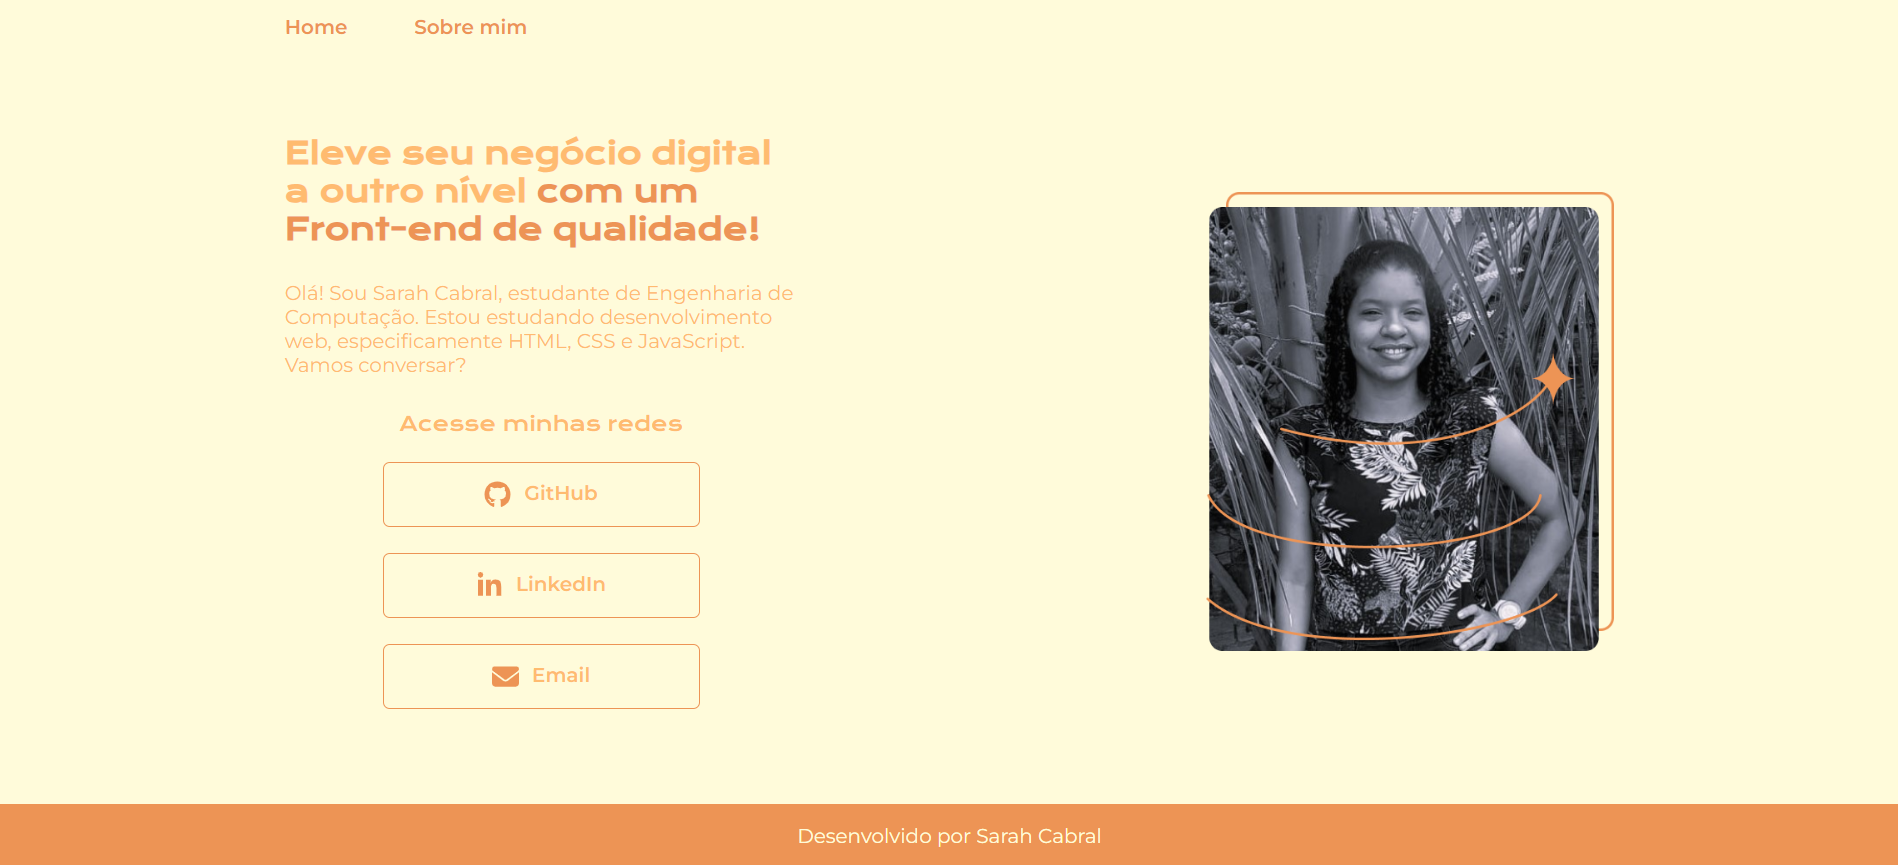 Home
Sobre mim
Eleve seu negócio digital
a outro nível com um
Front-end de qualidade!
Olá! Sou Sarah Cabral, estudante de Engenharia de
Computação. Estou estudando desenvolvimento
web, especificamente HTML, CSS e JavaScript.
Vamos conversar?
Acesse minhas redes
GitHub
LinkedIn
Email
Desenvolvido por Sarah Cabral